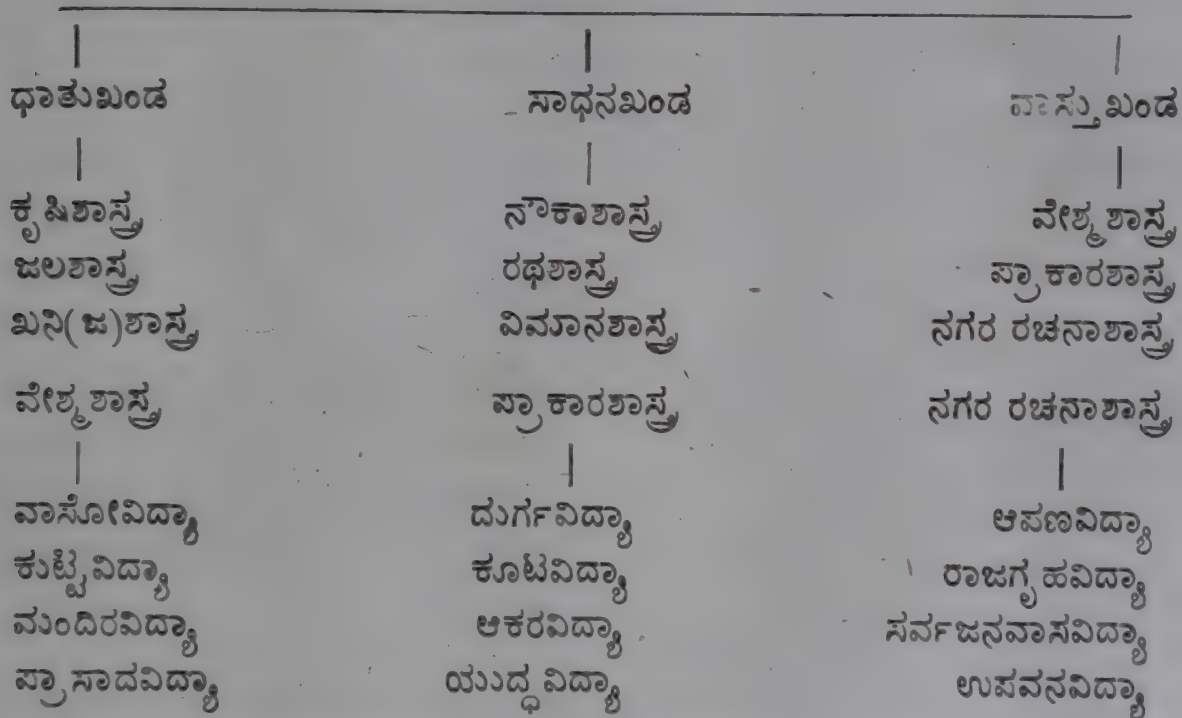 ಧಾತುಖಂಡ ಸಾಧನಖಂಡ ವಾಸ್ತುಖಂಡ
ಕೃಷಿಶಾಸ್ತ್ರ ನೌಕಾಶಾಸ್ತ್ರ ವೇಶ್ಮಶಾಸ್ತ್ರ
ಜಲಶಾಸ್ತ್ರ ರಥಶಾಸ್ತ್ರ ಪ್ರಾಕಾರಶಾಸ್ತ್ರ
ಖನಿ(ಜ)ಶಾಸ್ತ್ರ ವಿಮಾನಶಾಸ್ತ್ರ ನಗರ ರಚನಾಶಾಸ್ತ್ರ
ವೇಶ್ಮಶಾಸ್ತ್ರ ಪ್ರಾಕಾರಶಾಸ್ತ್ರ ನಗರ ರಚನಾಶಾಸ್ತ್ರ
ವಾಸೋವಿದ್ಯಾ ದುರ್ಗವಿದ್ಯಾ ಆಪಣವಿದ್ಯಾ
ಕುಟ್ಟಿವಿದ್ಯಾ ಕೂಟವಿದ್ಯಾ ರಾಜಗೃಹವಿದ್ಯಾ
ಮಂದಿರವಿದ್ಯಾ ಆಕರವಿದ್ಯಾ ಸರ್ವಜನವಾಸವಿದ್ಯಾ
ಪ್ರಾಸಾದವಿದ್ಯಾ ಯುದ್ಧವಿದ್ಯಾ ಉಪವನವಿದ್ಯಾ